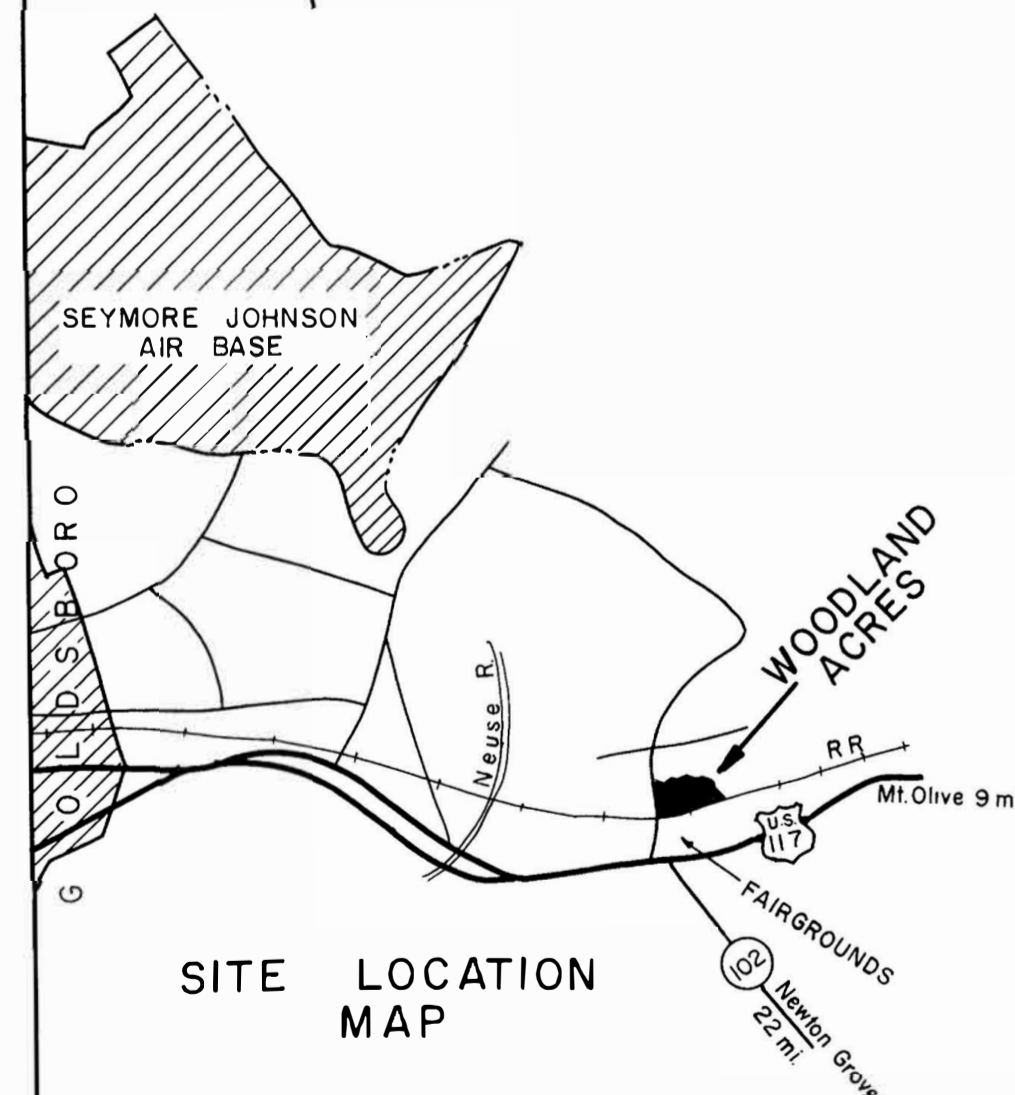 SEYMORE JOHNSON
AIR BASE
GOLDSBORO
Neuse R.
WOODLAND
ACRES
RR
Mt. Olive 9 m
U.S.
117
FAIRGROUNDS
102
Newton Grove
22 mi.
SITE LOCATION
MAP